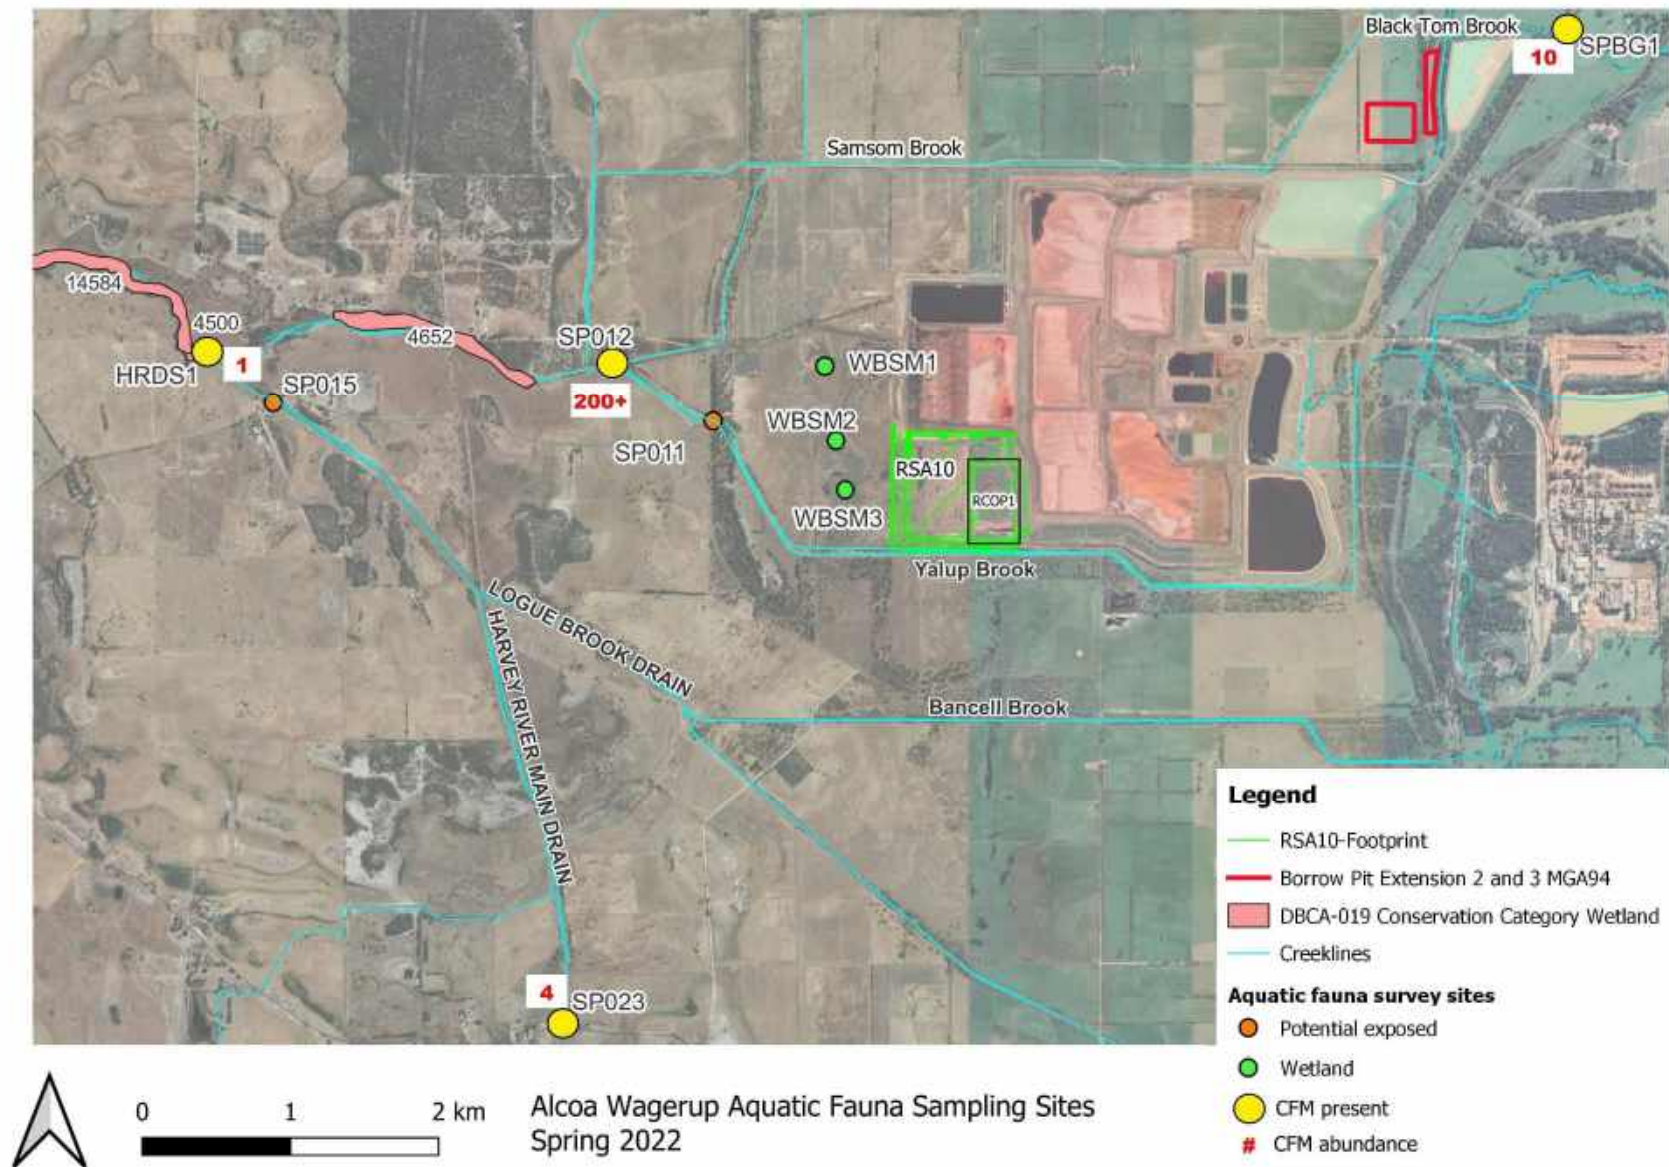 Black Tom Brook
SPBG1
10
Samsom Brook
14584
4500
HRDS1
1
4652
SP012
200+
SP015
SP011
WBSM1
WBSM2
WBSM3
RSA10
RCOP1
Yalup Brook
LOGUE BROOK DRAIN
HARVEY RIVER MAIN DRAIN
Bancell Brook
4
SP023
Legend
RSA10-Footprint
Borrow Pit Extension 2 and 3 MGA94
DBCA-019 Conservation Category Wetland
Creeklines
Aquatic fauna survey sites
Potential exposed
Wetland
CFM present
# CFM abundance
0 1 2 km
Alcoa Wagerup Aquatic Fauna Sampling Sites
Spring 2022